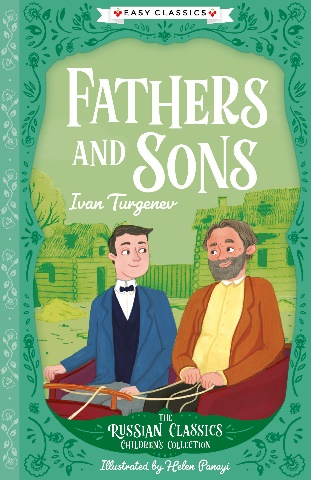 EASY CLASSICS
FATHERS
AND SONS
Ivan Turgenev
THE
RUSSIAN CLASSICS
CHILDREN'S COLLECTION
Illustrated by Helen Panayi